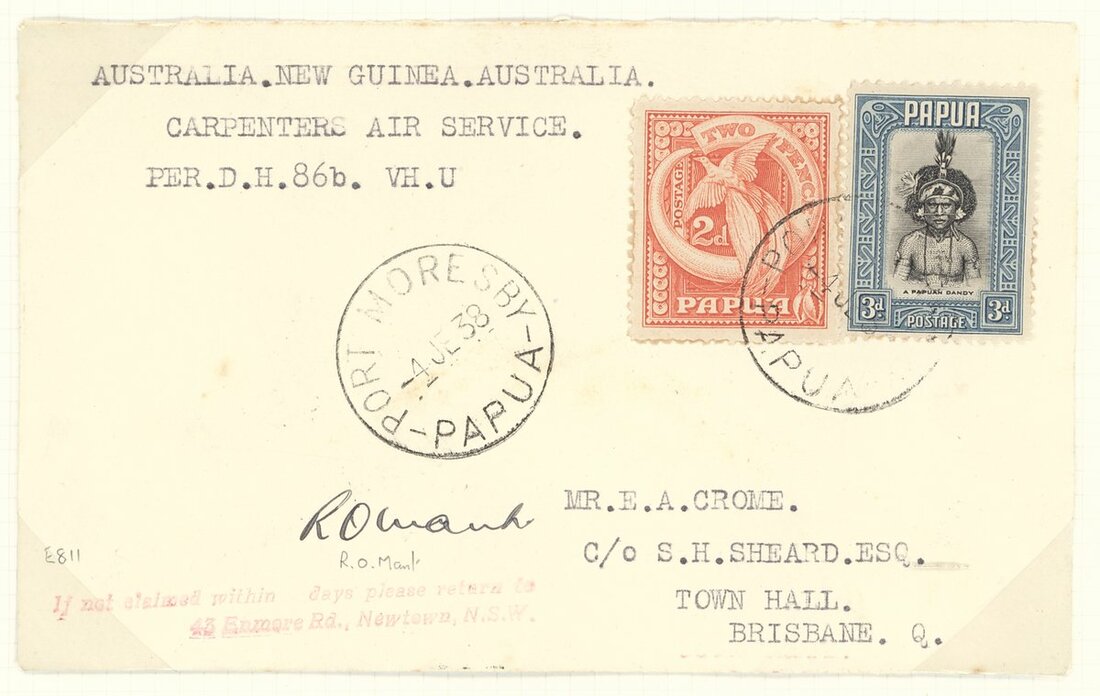 AUSTRALIA.NEW GUINEA.AUSTRALIA.
CARPENTERS AIR SERVICE.
PER.D.H.86b. VH.U
POSTAGE
TWO
PENCE
2d
PAPUA
PAPUA
A PAPUAN DANDY
3d
POSTAGE
3d
PORT MORESBY
4 JE 38
PAPUA
PAPUA
R.O.Mant
MR.E.A.CROME.
C/o S.H.SHEARD.ESQ.
TOWN HALL.
BRISBANE. Q.
E811
R.O.Mant
If not claimed within days please return to
43 Enmore Rd., Newtown, N.S.W.